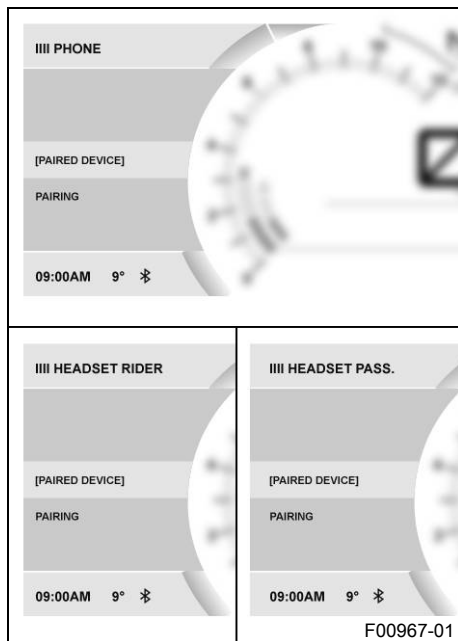 IIII PHONE
[PAIRED DEVICE]
PAIRING
09:00AM 9°
IIII HEADSET RIDER
[PAIRED DEVICE]
PAIRING
09:00AM 9°
IIII HEADSET PASS.
[PAIRED DEVICE]
PAIRING
09:00AM 9°
F00967-01